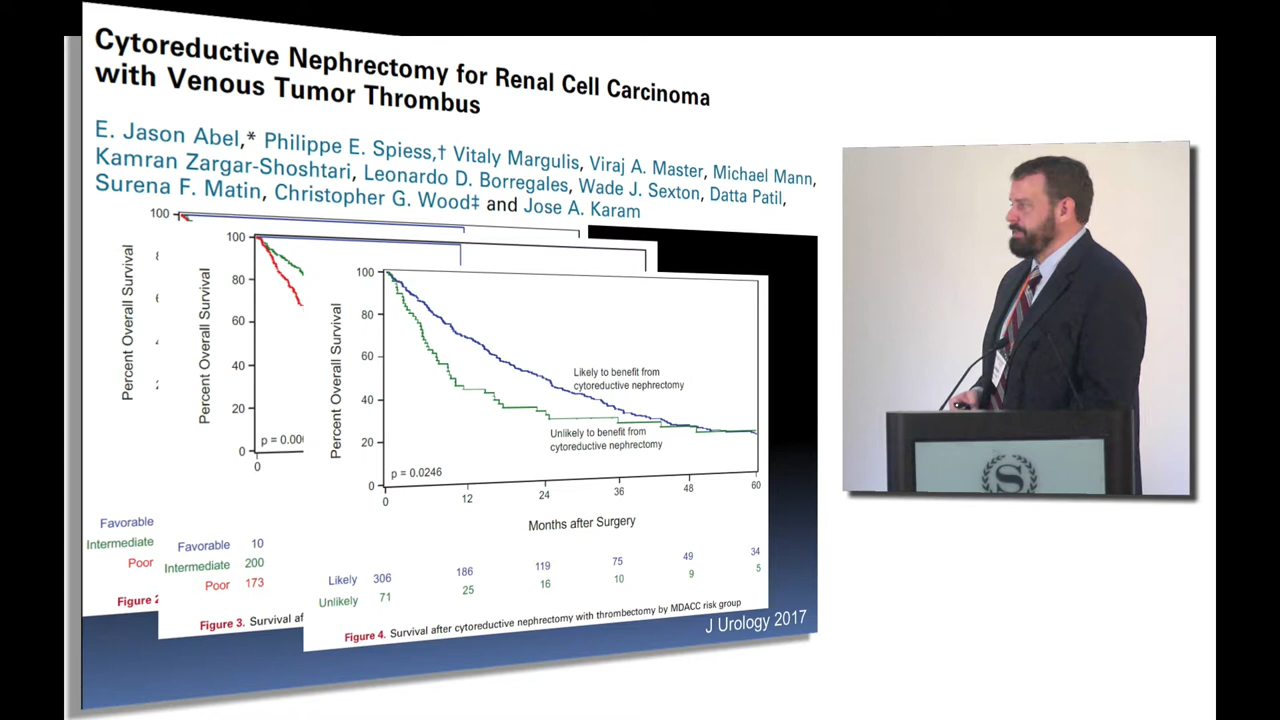 Cytoreductive Nephrectomy for Renal Cell Carcinoma
with Venous Tumor Thrombus
E. Jason Abel,* Philippe E. Spiess,† Vitaly Margulis, Viraj A. Master, Michael Mann,
Kamran Zargar-Shoshtari, Leonardo D. Borregales, Wade J. Sexton, Datta Patil,
Surena F. Matin, Christopher G. Wood‡ and Jose A. Karam
100
Percent Overall Survival
Favorable
Intermediate
Poor
Figure 2
100
80
60
40
20
0
Percent Overall Survival
p = 0.00
0
Favorable 10
Intermediate 200
Poor 173
Figure 3. Survival af
100
80
60
40
20
0
Percent Overall Survival
Likely to benefit from
cytoreductive nephrectomy
Unlikely to benefit from
cytoreductive nephrectomy
p = 0.0246
0 12 24 36 48 60
Months after Surgery
Likely 306 186 119 75 49 34
Unlikely 71 25 16 10 9 5
Figure 4. Survival after cytoreductive nephrectomy with thrombectomy by MDACC risk group
J Urology 2017
S